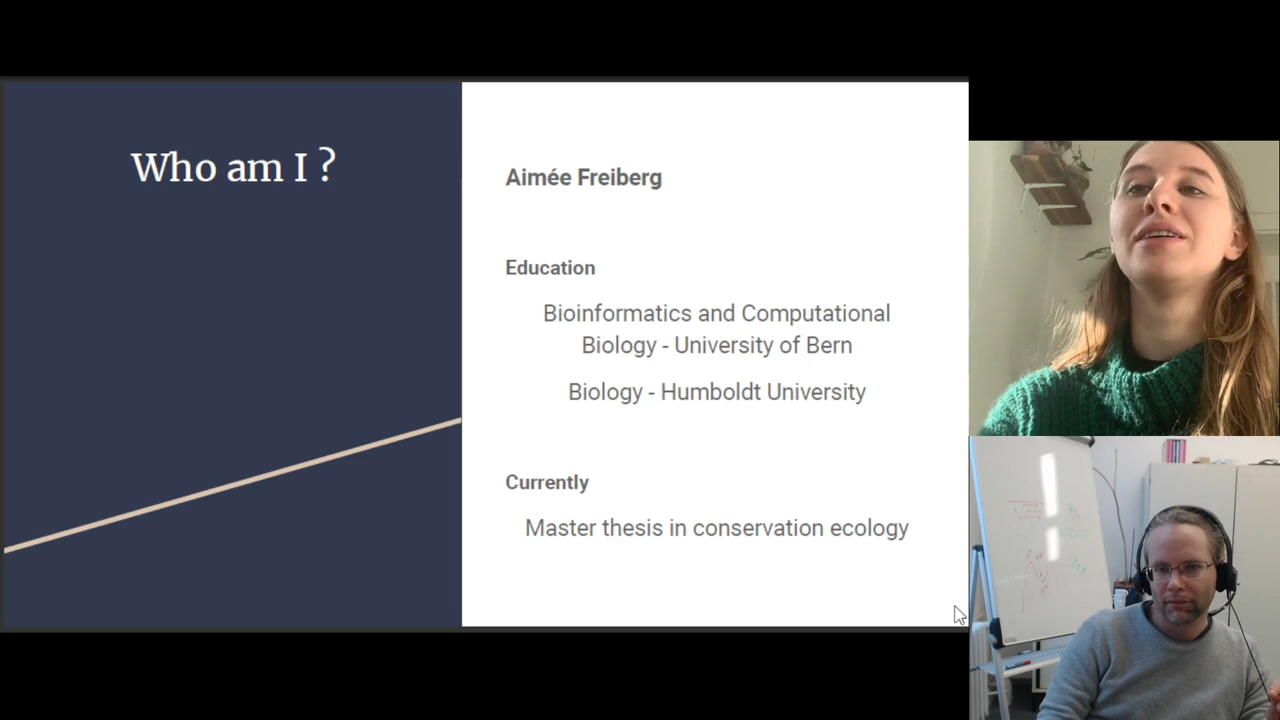 Who am I ?
Aimée Freiberg
Education
Bioinformatics and Computational
Biology - University of Bern
Biology - Humboldt University
Currently
Master thesis in conservation ecology